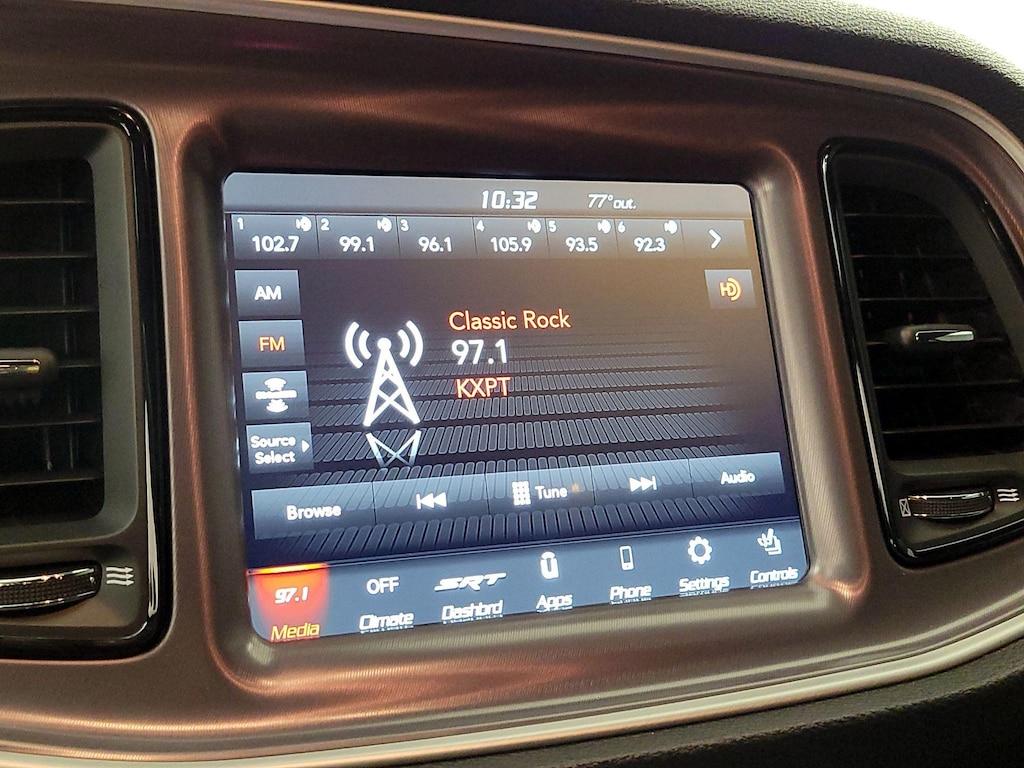 10:32 77° out.
1 102.7 2 99.1 3 96.1 4 105.9 5 93.5 6 92.3
AM
HD
Classic Rock
FM
97.1
KXPT
Source
Select
Browse Tune Audio
97.1 OFF SRT
Media Climate Dashbrd Apps Phone Settings Controls